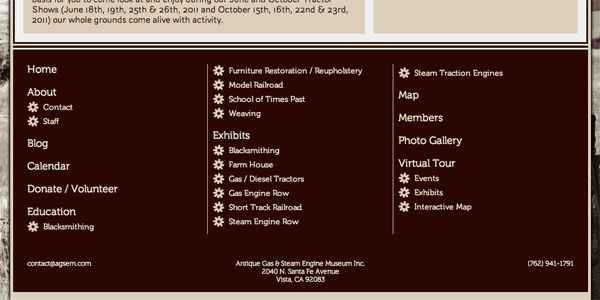 basis for you to come look at and enjoy during our June and October Tractor
Shows (June 18th, 19th, 25th & 26th, 2011 and October 15th, 16th, 22nd & 23rd,
2011) our whole grounds come alive with activity.
Home
About
Contact
Staff
Blog
Calendar
Donate / Volunteer
Education
Blacksmithing
Furniture Restoration / Reupholstery
Model Railroad
School of Times Past
Weaving
Exhibits
Blacksmithing
Farm House
Gas / Diesel Tractors
Gas Engine Row
Short Track Railroad
Steam Engine Row
Steam Traction Engines
Map
Members
Photo Gallery
Virtual Tour
Events
Exhibits
Interactive Map
contact@agsem.com
Antique Gas & Steam Engine Museum Inc.
2040 N. Santa Fe Avenue
Vista, CA 92083
(762) 941-1791